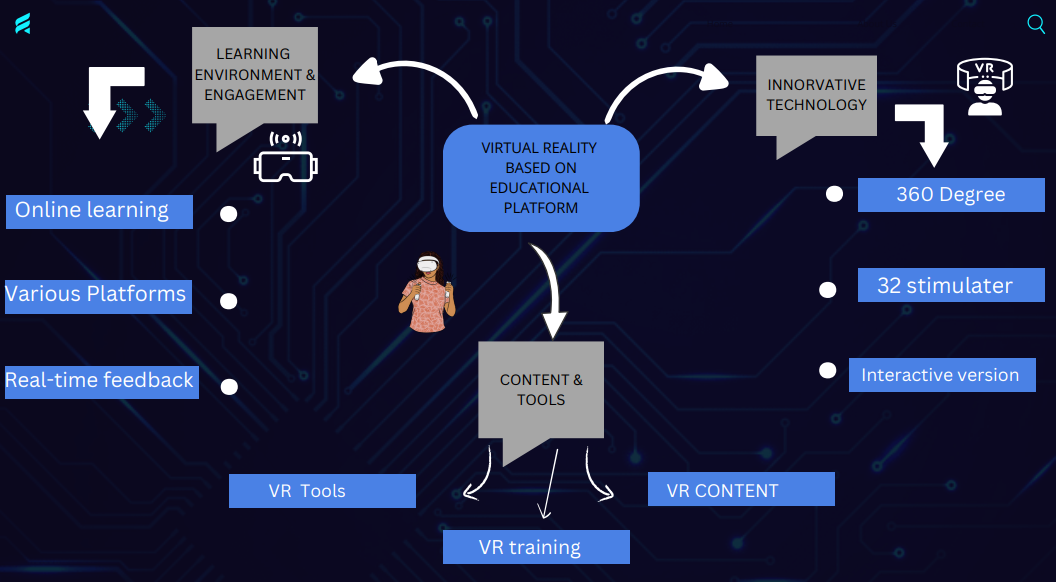 LEARNING
ENVIRONMENT &
ENGAGEMENT
INNORVATIVE
TECHNOLOGY
VR
VIRTUAL REALITY
BASED ON
EDUCATIONAL
PLATFORM
Online learning
Various Platforms
Real-time feedback
360 Degree
32 stimulater
Interactive version
CONTENT &
TOOLS
VR Tools
VR training
VR CONTENT